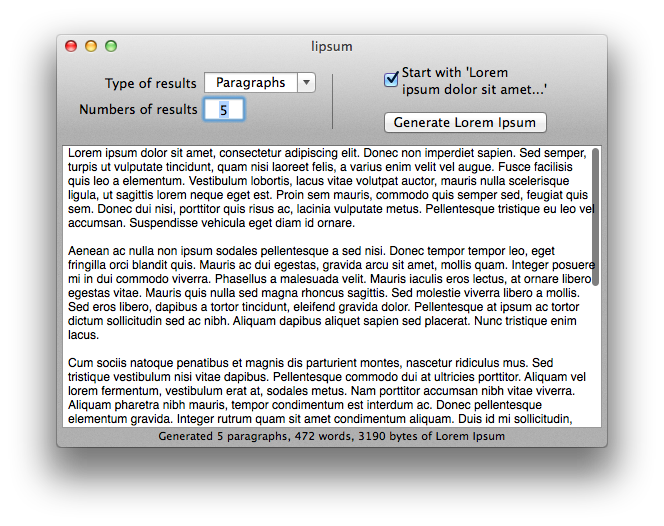 lipsum
Type of results Paragraphs
Numbers of results 5
Start with 'Lorem
ipsum dolor sit amet...'
Generate Lorem Ipsum
Lorem ipsum dolor sit amet, consectetur adipiscing elit. Donec non imperdiet sapien. Sed semper,
turpis ut vulputate tincidunt, quam nisi laoreet felis, a varius enim velit vel augue. Fusce facilisis
quis leo a elementum. Vestibulum lobortis, lacus vitae volutpat auctor, mauris nulla scelerisque
ligula, ut sagittis lorem neque eget est. Proin sem mauris, commodo quis semper sed, feugiat quis
sem. Donec dui nisi, porttitor quis risus ac, lacinia vulputate metus. Pellentesque tristique eu leo vel
accumsan. Suspendisse vehicula eget diam id ornare.
Aenean ac nulla non ipsum sodales pellentesque a sed nisi. Donec tempor tempor leo, eget
fringilla orci blandit quis. Mauris ac dui egestas, gravida arcu sit amet, mollis quam. Integer posuere
mi in dui commodo viverra. Phasellus a malesuada velit. Mauris iaculis eros lectus, at ornare libero
egestas vitae. Mauris quis nulla sed magna rhoncus sagittis. Sed molestie viverra libero a mollis.
Sed eros libero, dapibus a tortor tincidunt, eleifend gravida dolor. Pellentesque at ipsum ac tortor
dictum sollicitudin sed ac nibh. Aliquam dapibus aliquet sapien sed placerat. Nunc tristique enim
lacus.
Cum sociis natoque penatibus et magnis dis parturient montes, nascetur ridiculus mus. Sed
tristique vestibulum nisi vitae dapibus. Pellentesque commodo dui at ultricies porttitor. Aliquam vel
lorem fermentum, vestibulum erat at, sodales metus. Nam porttitor accumsan nibh vitae viverra.
Aliquam pharetra nibh mauris, tempor condimentum est interdum ac. Donec pellentesque
elementum gravida. Integer rutrum quam sit amet condimentum aliquam. Duis id mi sollicitudin,
Generated 5 paragraphs, 472 words, 3190 bytes of Lorem Ipsum